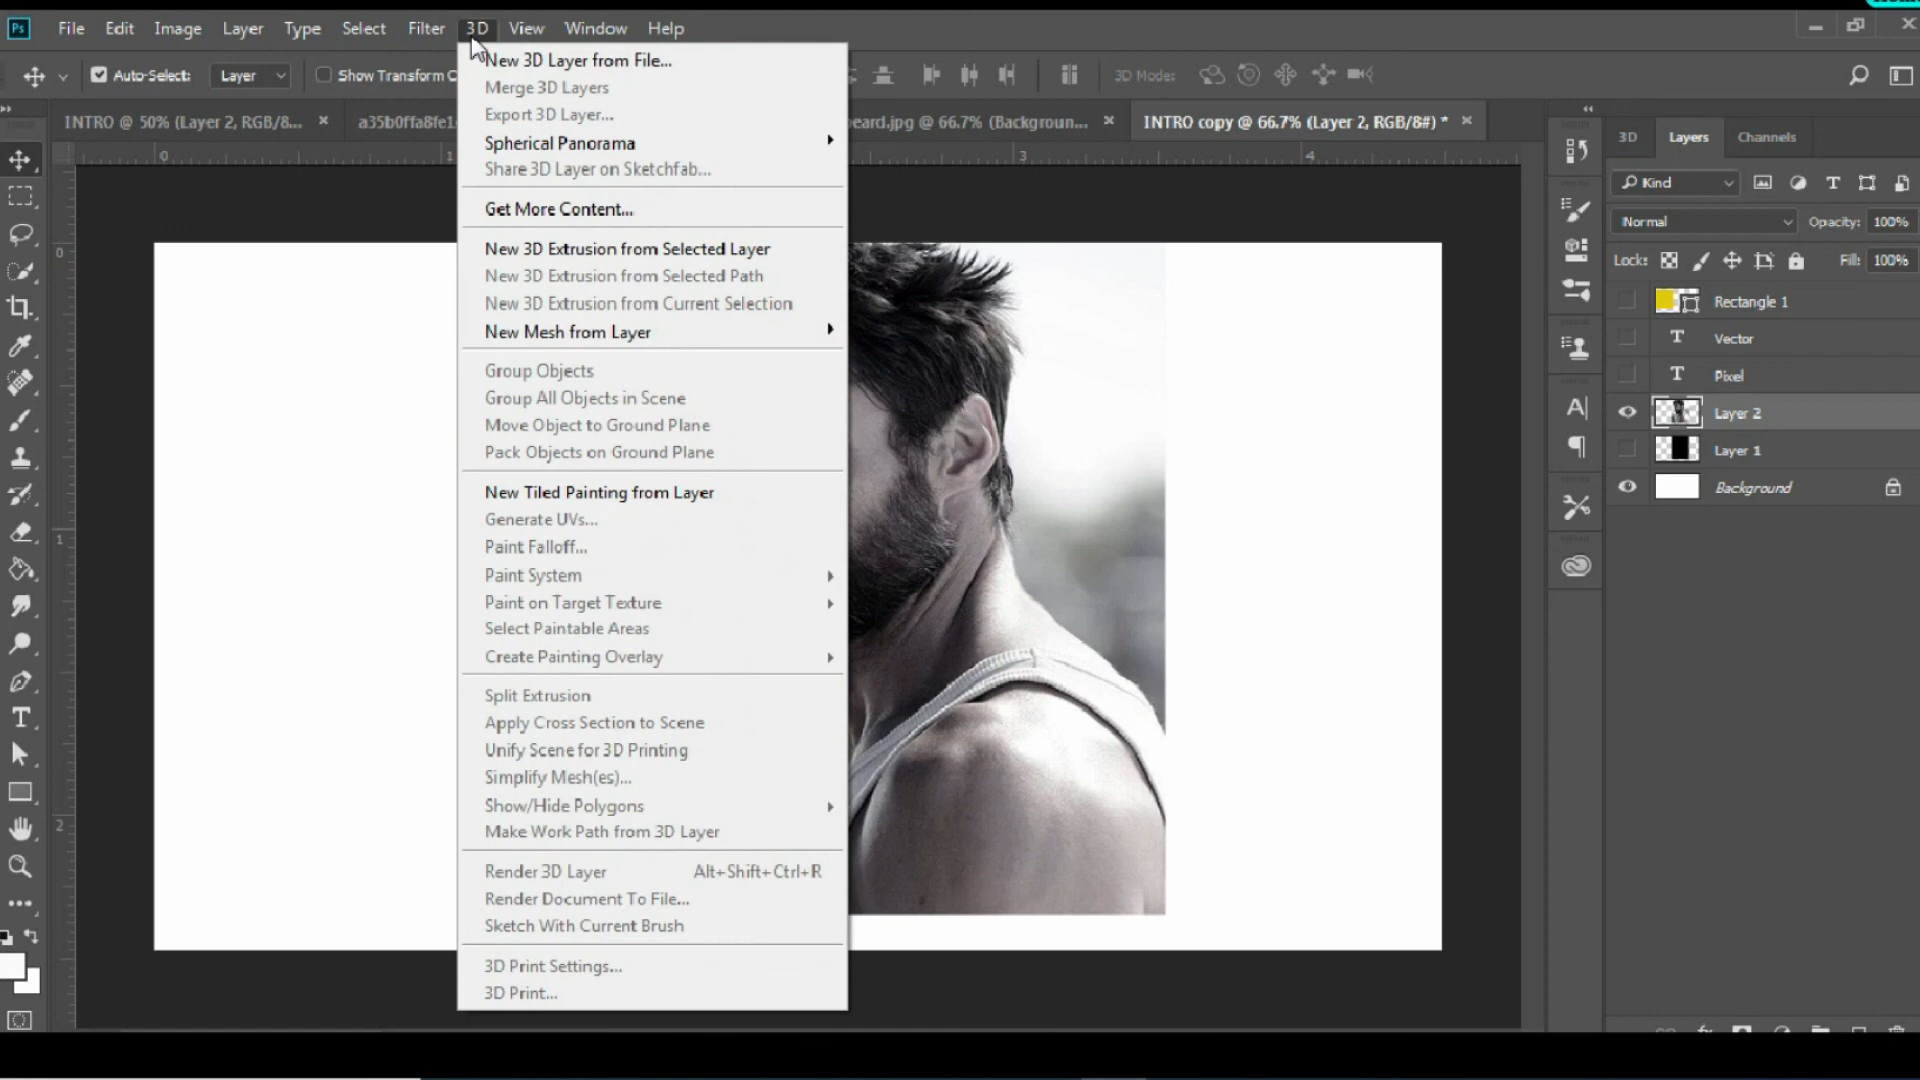 Ps File Edit Image Layer Type Select Filter 3D View Window Help
Auto-Select: Layer Show Transform C 3D Mode:
INTRO @ 50% (Layer 2, RGB/8... × a35b0ffa8fe1 beard.jpg @ 66.7% (Backgroun... × INTRO copy @ 66.7% (Layer 2, RGB/8#) * ×
0 1 3 4
0
1
2
New 3D Layer from File...
Merge 3D Layers
Export 3D Layer...
Spherical Panorama
Share 3D Layer on Sketchfab...
Get More Content...
New 3D Extrusion from Selected Layer
New 3D Extrusion from Selected Path
New 3D Extrusion from Current Selection
New Mesh from Layer
Group Objects
Group All Objects in Scene
Move Object to Ground Plane
Pack Objects on Ground Plane
New Tiled Painting from Layer
Generate UVs...
Paint Falloff...
Paint System
Paint on Target Texture
Select Paintable Areas
Create Painting Overlay
Split Extrusion
Apply Cross Section to Scene
Unify Scene for 3D Printing
Simplify Mesh(es)...
Show/Hide Polygons
Make Work Path from 3D Layer
Render 3D Layer Alt+Shift+Ctrl+R
Render Document To File...
Sketch With Current Brush
3D Print Settings...
3D Print...
3D Layers Channels
Kind
Normal Opacity: 100%
Lock: Fill: 100%
Rectangle 1
Vector
Pixel
Layer 2
Layer 1
Background